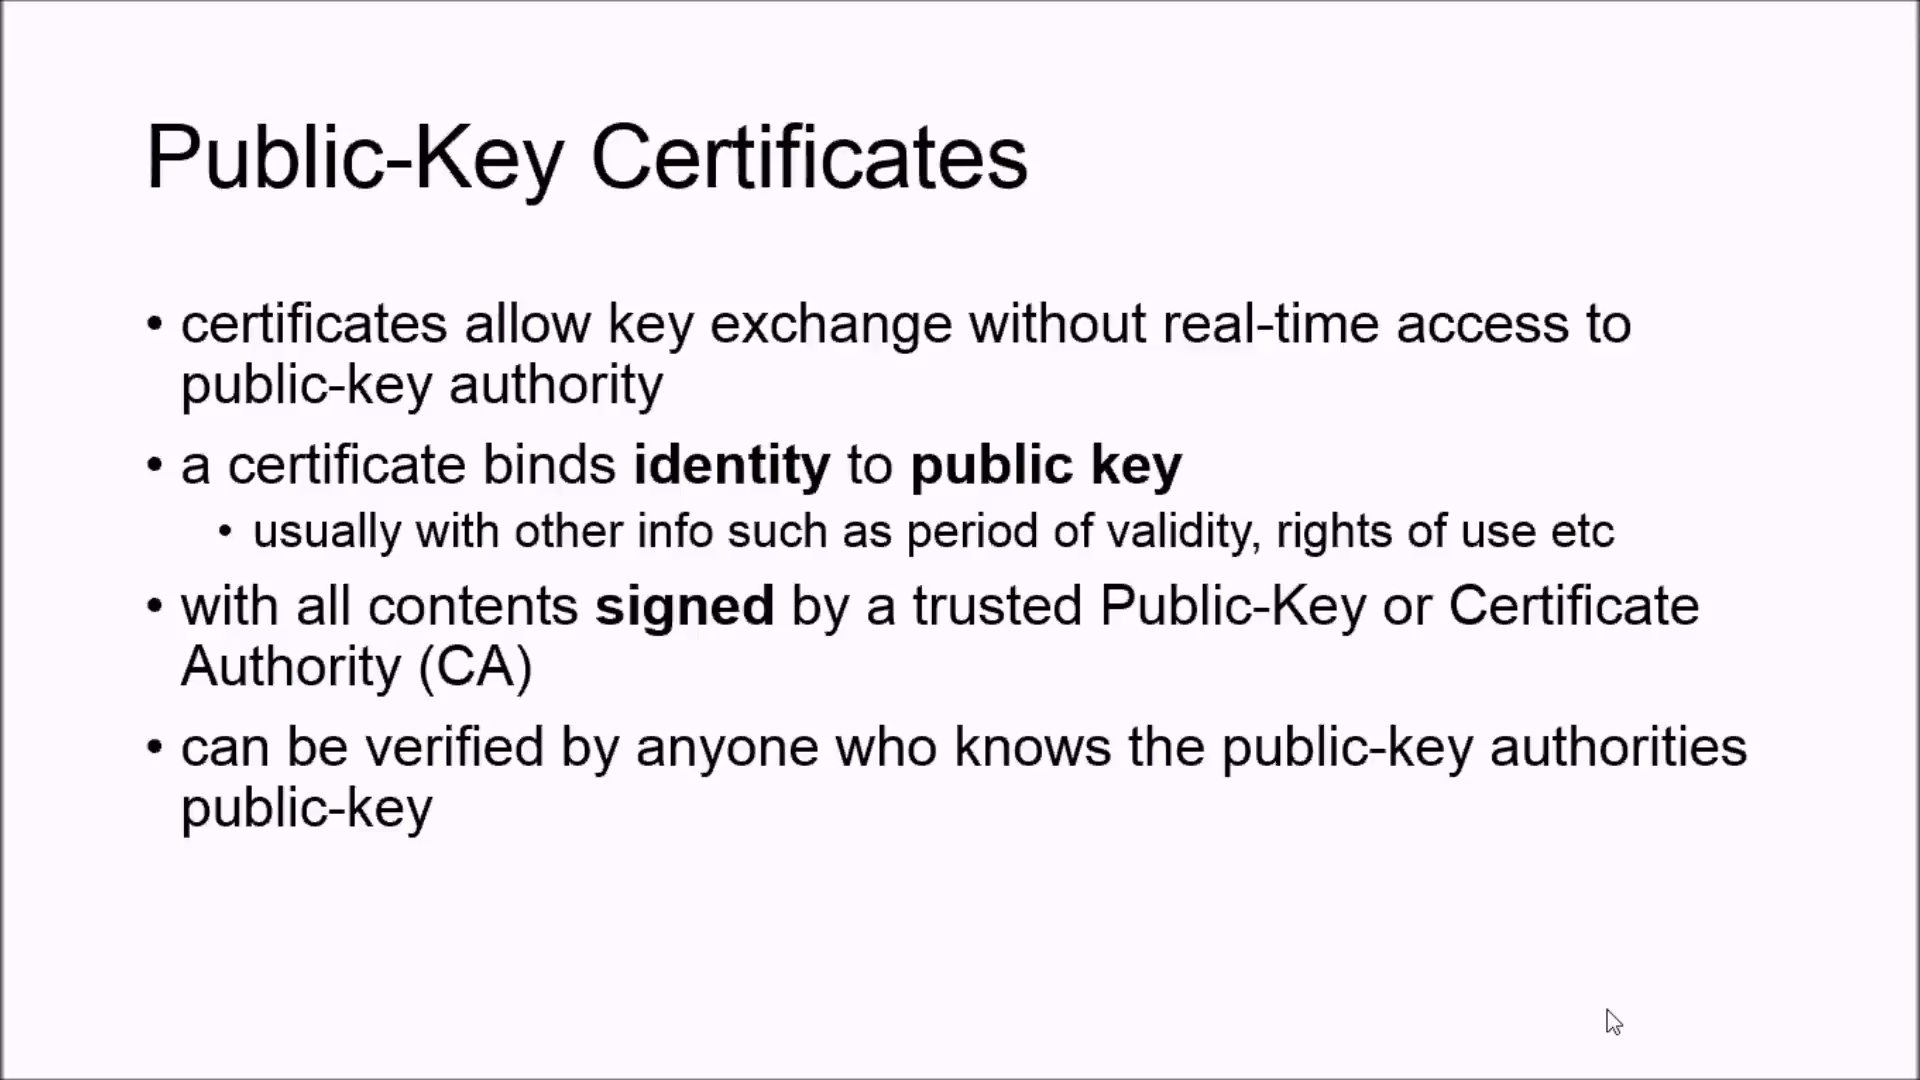 Public-Key Certificates
• certificates allow key exchange without real-time access to
public-key authority
• a certificate binds identity to public key
• usually with other info such as period of validity, rights of use etc
• with all contents signed by a trusted Public-Key or Certificate
Authority (CA)
• can be verified by anyone who knows the public-key authorities
public-key